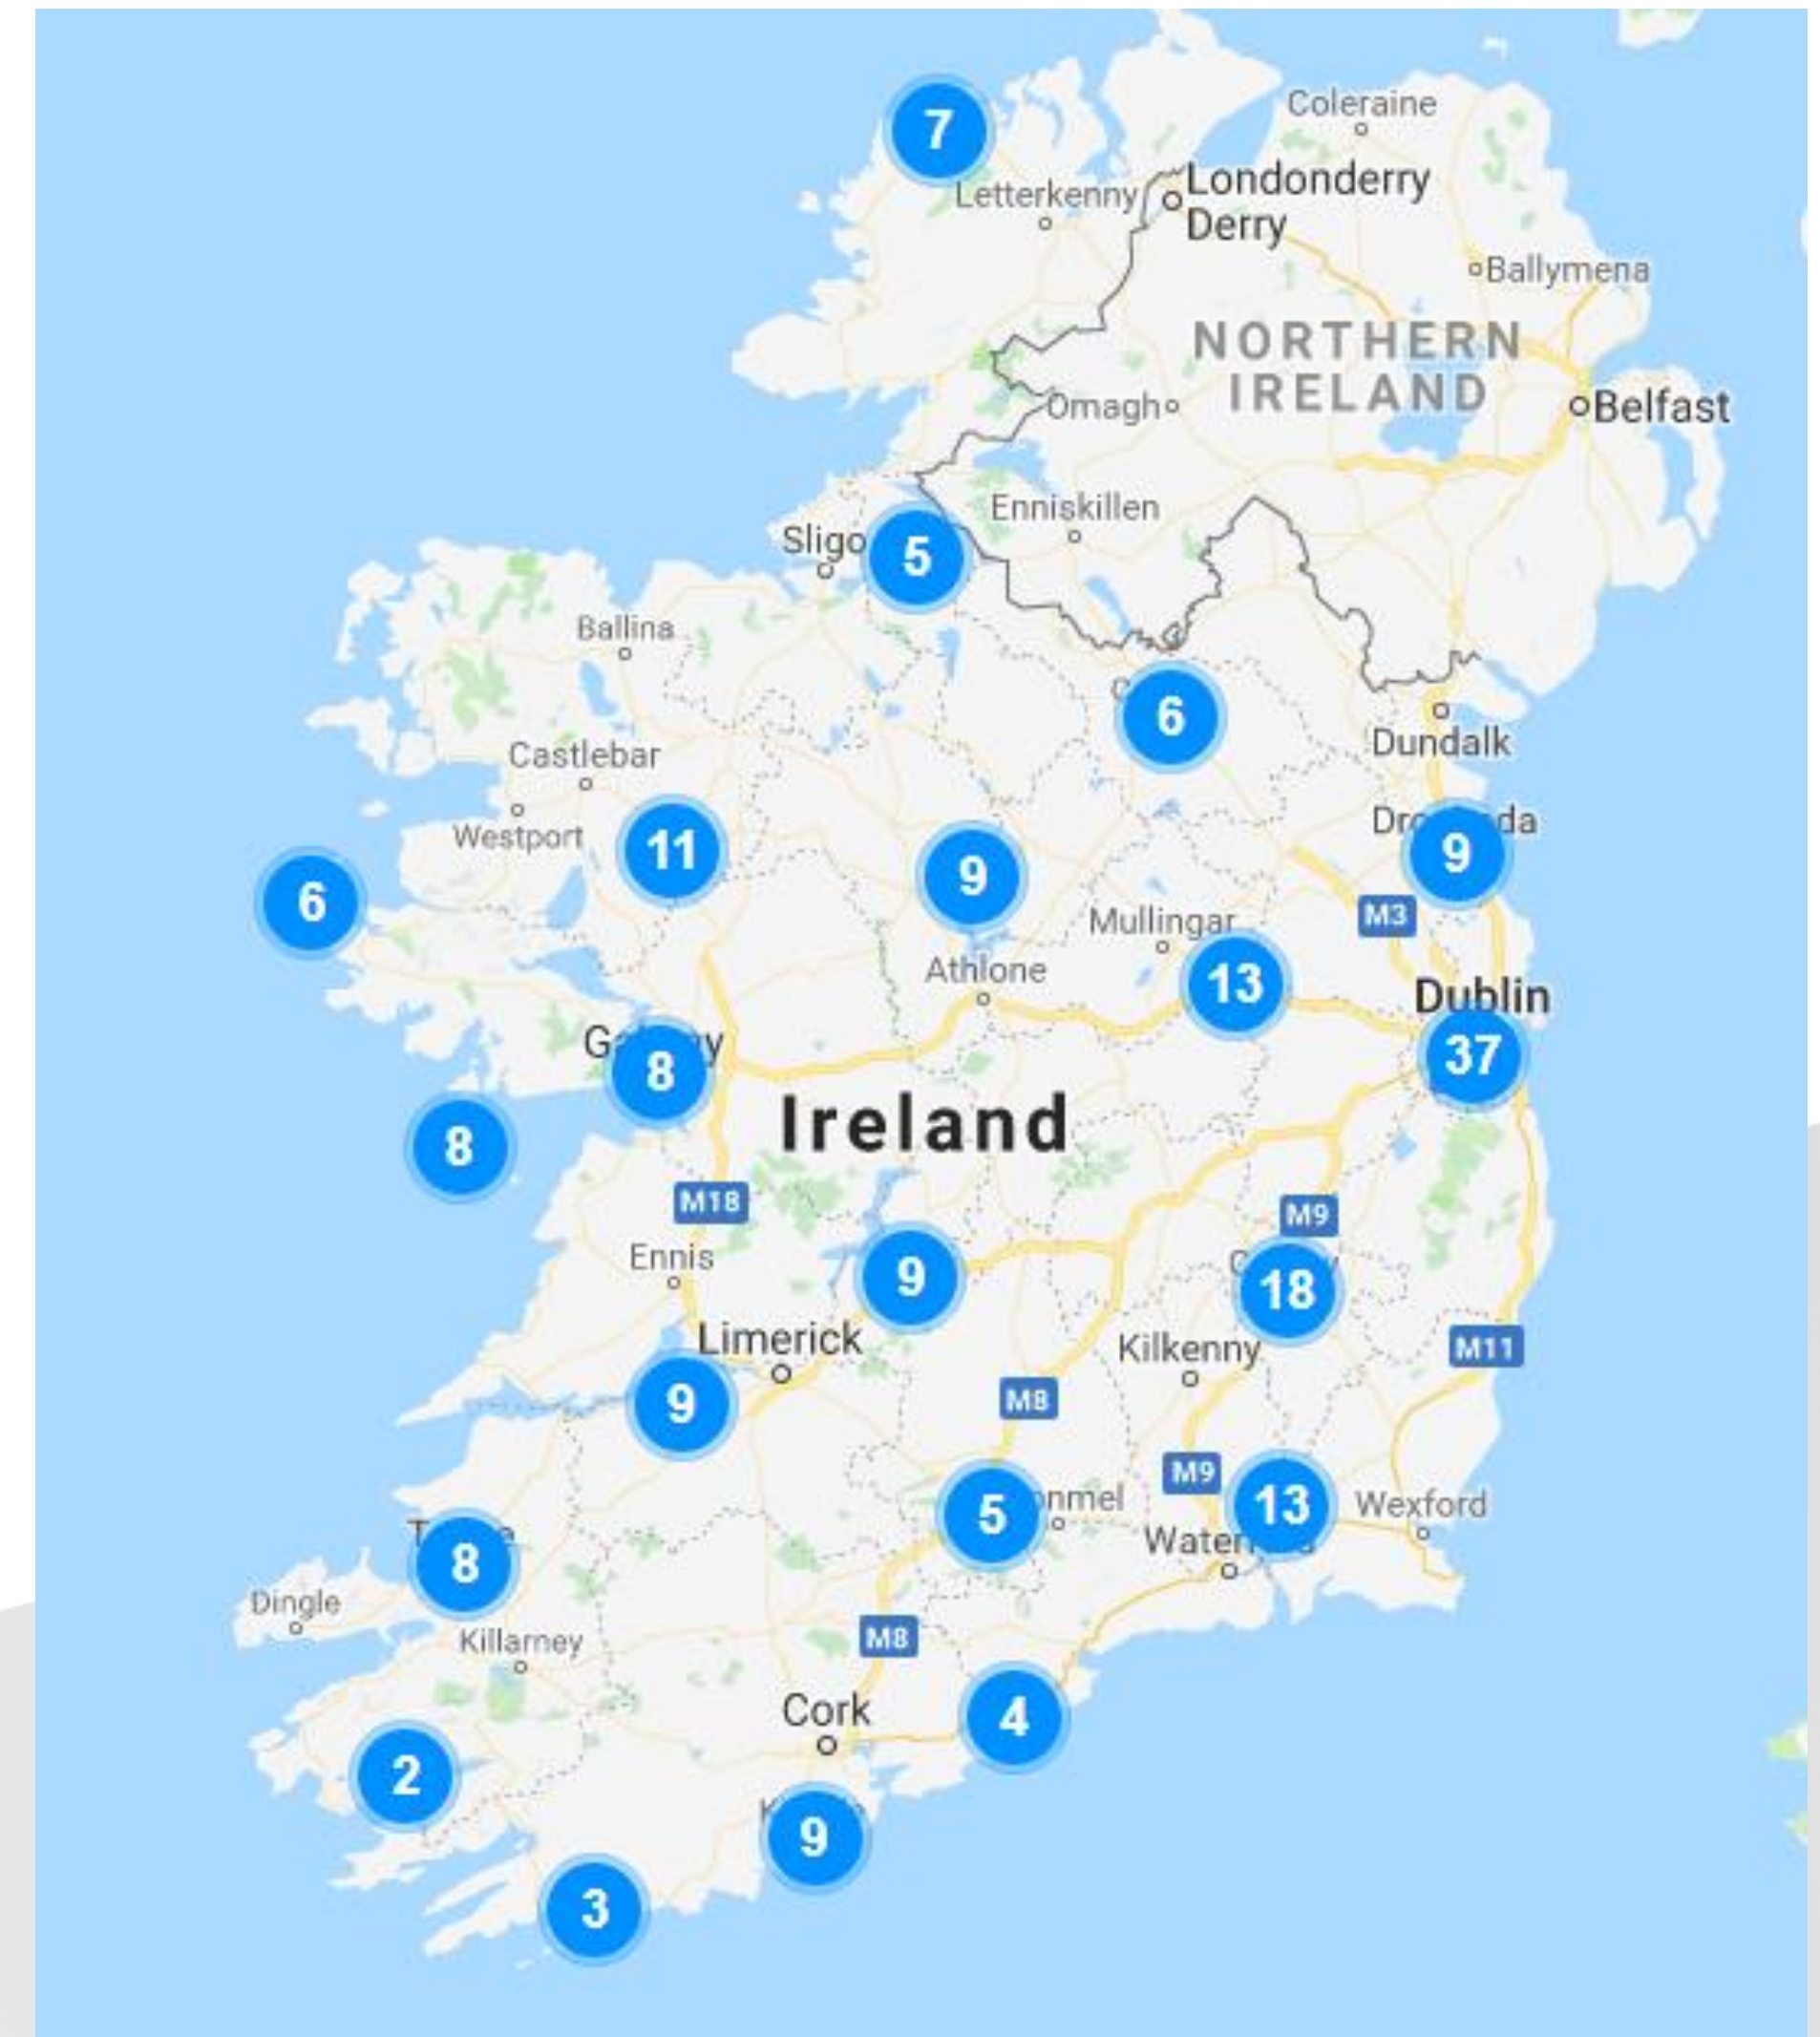 Coleraine
7
Londonderry
Letterkenny
Derry
Ballymena
NORTHERN
IRELAND
Omagh
Belfast
Enniskillen
Sligo
5
Ballina
6
Dundalk
Castlebar
Westport
11
9
9
6
M3
Mullingar
Athlone
13
Dublin
37
8
Ireland
8
M18
M9
Ennis
9
18
Limerick
Kilkenny
M11
9
M8
M9
5
13
Wexford
8
Dingle
Killarney
M8
Cork
4
2
9
3